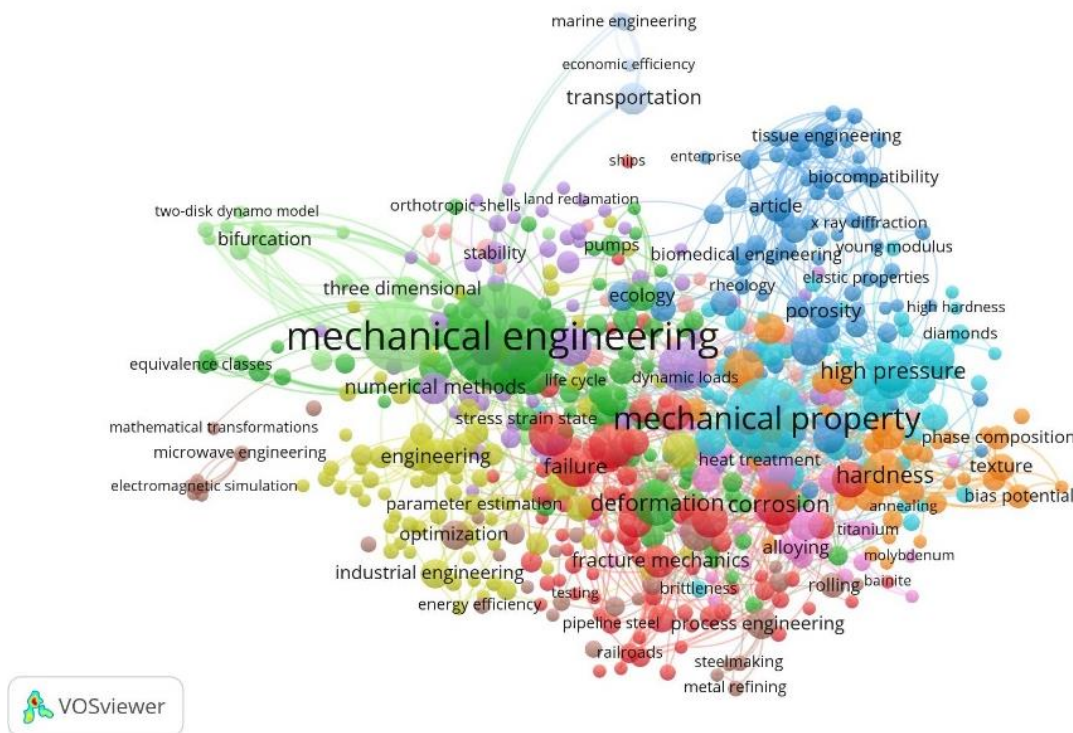 marine engineering
economic efficiency
transportation
tissue engineering
ships
enterprise
biocompatibility
orthotropic shells
land reclamation
article
two-disk dynamo model
x ray diffraction
bifurcation
stability
pumps
biomedical engineering
young modulus
three dimensional
ecology
rheology
elastic properties
porosity
high hardness
mechanical engineering
diamonds
equivalence classes
numerical methods
life cycle
dynamic loads
high pressure
stress strain state
mechanical property
mathematical transformations
microwave engineering
engineering
failure
heat treatment
phase composition
hardness
texture
electromagnetic simulation
parameter estimation
deformation
corrosion
annealing
bias potential
optimization
titanium
alloying
molybdenum
industrial engineering
fracture mechanics
energy efficiency
testing
brittleness
rolling
bainite
pipeline steel
process engineering
railroads
steelmaking
metal refining
VOSviewer